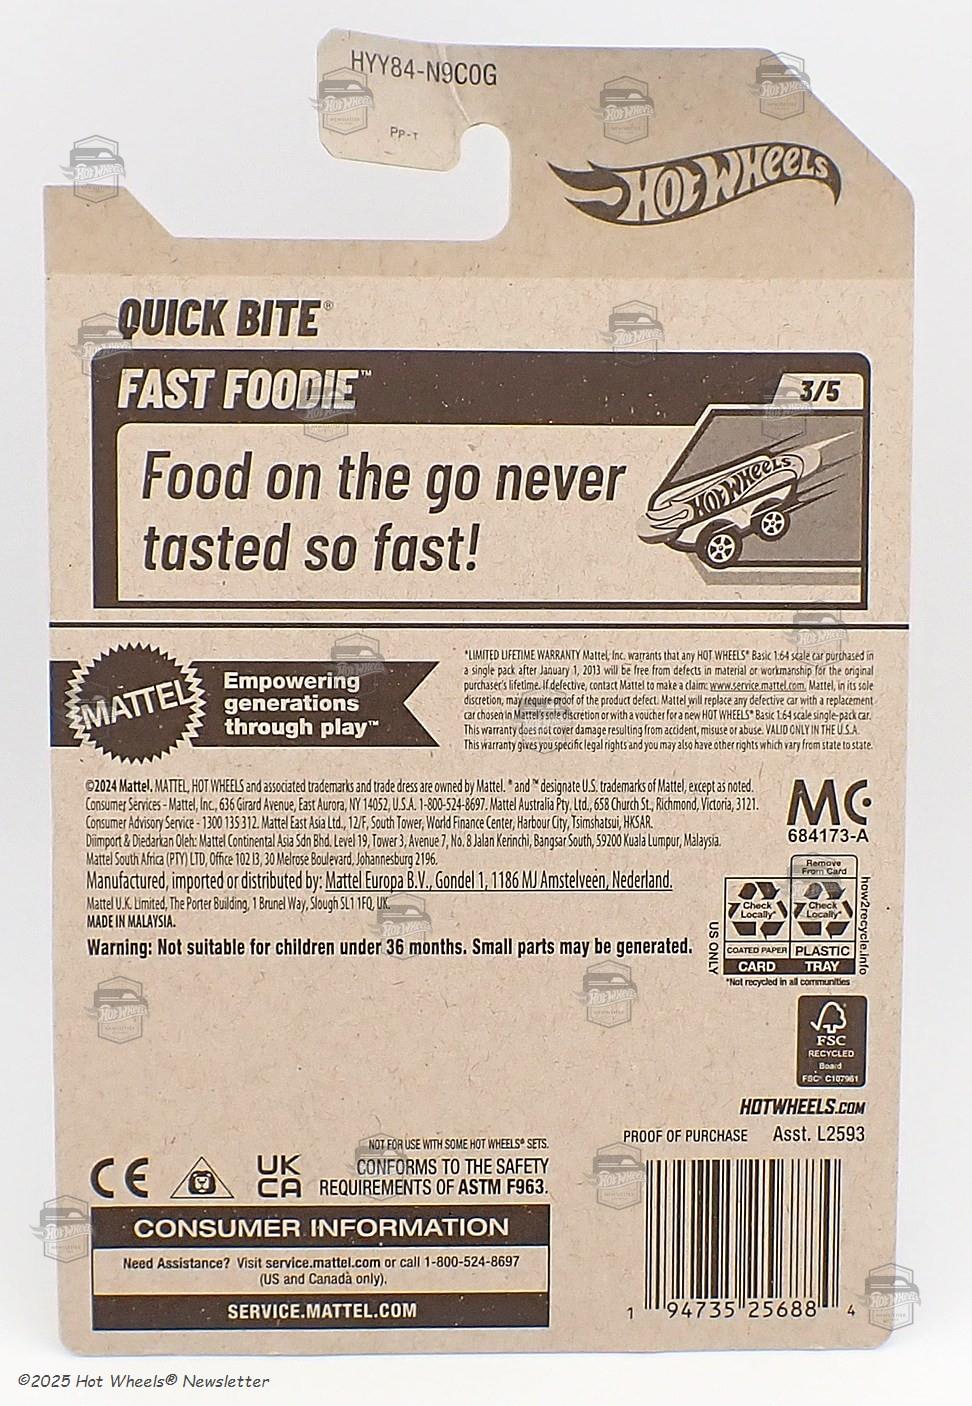 HYY84-N9C0G
PP-T
HOT WHEELS
QUICK BITE®
FAST FOODIE™
3/5
Food on the go never
tasted so fast!
HOT WHEELS
MATTEL
Empowering
generations
through play™
*LIMITED LIFETIME WARRANTY Mattel, Inc. warrants that any HOT WHEELS® Basic 1:64 scale car purchased in
a single pack after January 1, 2013 will be free from defects in material or workmanship for the original
purchaser's lifetime. If defective, contact Mattel to make a claim: www.service.mattel.com. Mattel, in its sole
discretion, may require proof of the product defect. Mattel will replace any defective car with a replacement
car chosen in Mattel's sole discretion or with a voucher for a new HOT WHEELS® Basic 1:64 scale single-pack car.
This warranty does not cover damage resulting from accident, misuse or abuse. VALID ONLY IN THE U.S.A.
This warranty gives you specific legal rights and you may also have other rights which vary from state to state.
©2024 Mattel. MATTEL, HOT WHEELS and associated trademarks and trade dress are owned by Mattel. ® and ™ designate U.S. trademarks of Mattel, except as noted.
Consumer Services - Mattel, Inc., 636 Girard Avenue, East Aurora, NY 14052, U.S.A. 1-800-524-8697. Mattel Australia Pty. Ltd., 658 Church St., Richmond, Victoria, 3121.
Consumer Advisory Service - 1300 135 312. Mattel East Asia Ltd., 12/F, South Tower, World Finance Center, Harbour City, Tsimshatsui, HKSAR.
Diimport & Diedarkan Oleh: Mattel Continental Asia Sdn Bhd. Level 19, Tower 3, Avenue 7, No. 8 Jalan Kerinchi, Bangsar South, 59200 Kuala Lumpur, Malaysia.
Mattel South Africa (PTY) LTD, Office 102 I3, 30 Melrose Boulevard, Johannesburg 2196.
Manufactured, imported or distributed by: Mattel Europa B.V., Gondel 1, 1186 MJ Amstelveen, Nederland.
Mattel U.K. Limited, The Porter Building, 1 Brunel Way, Slough SL1 1FQ, UK.
MADE IN MALAYSIA.
Warning: Not suitable for children under 36 months. Small parts may be generated.
MC
684173-A
Remove
From Card
Check
Locally*
Check
Locally*
COATED PAPER
PLASTIC
CARD
TRAY
US ONLY
how2recycle.info
*Not recycled in all communities
FSC
RECYCLED
Board
FSC® C107961
HOTWHEELS.COM
PROOF OF PURCHASE Asst. L2593
NOT FOR USE WITH SOME HOT WHEELS® SETS.
CE
UK
CA
CONFORMS TO THE SAFETY
REQUIREMENTS OF ASTM F963.
CONSUMER INFORMATION
Need Assistance? Visit service.mattel.com or call 1-800-524-8697
(US and Canada only).
SERVICE.MATTEL.COM
1 94735 25688 4
©2025 Hot Wheels® Newsletter